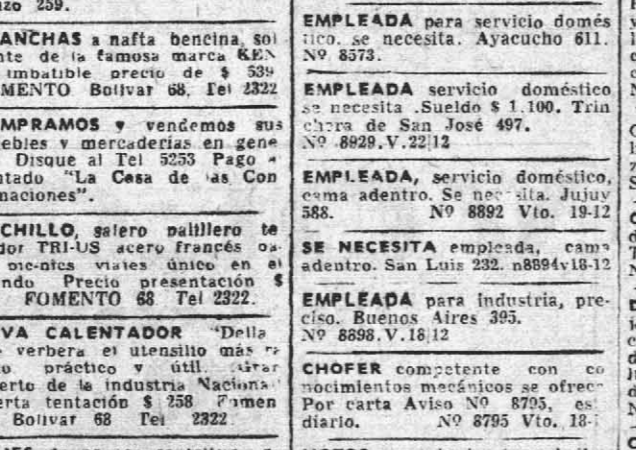 zo 259.
ANCHAS a nafta bencina, sol
te de la famosa marca KEN
imbatible precio de $ 539
MENTO Bolivar 68, Tel 2322
MPRAMOS y vendemos sus
ebles y mercaderías en gene
Disque al Tel 5253 Pago
ntado "La Casa de las Con
naciones".
CHILLO, salero palillero te
dor TRI-US acero francés
viajes único en el
ndo Precio presentación $
FOMENTO 68 Tel 2322.
VA CALENTADOR "Della
verbera el utensilio más
práctico y útil.
erto de la industria Naciona
erta tentación $ 258 Fomen
Bolivar 68 Tel 2322
EMPLEADA para servicio domés
tico. se necesita. Ayacucho 611.
Nº 8573.
EMPLEADA servicio doméstico
se necesita .Sueldo $ 1.100. Trin
chera de San José 497.
Nº 8929.V.22|12
EMPLEADA, servicio doméstico,
cama adentro. Se necesita. Jujuy
588. Nº 8892 Vto. 19-12
SE NECESITA empleada, cama
adentro. San Luis 232. n8894v18-12
EMPLEADA para industria, pre-
ciso. Buenos Aires 395.
Nº 8898.V.18|12
CHOFER competente con co
nocimientos mecánicos se ofrece
Por carta Aviso Nº 8795, es
diario. Nº 8795 Vto. 18-